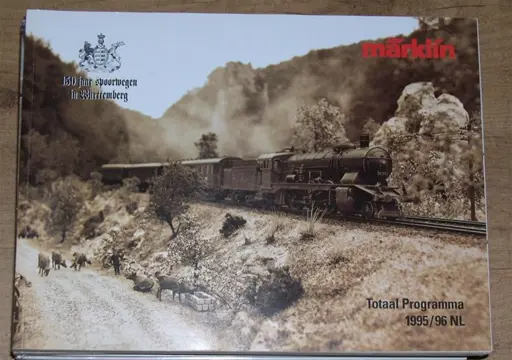 märklin
150 jaar spoorwegen
in Württemberg
Totaal Programma
1995/96 NL